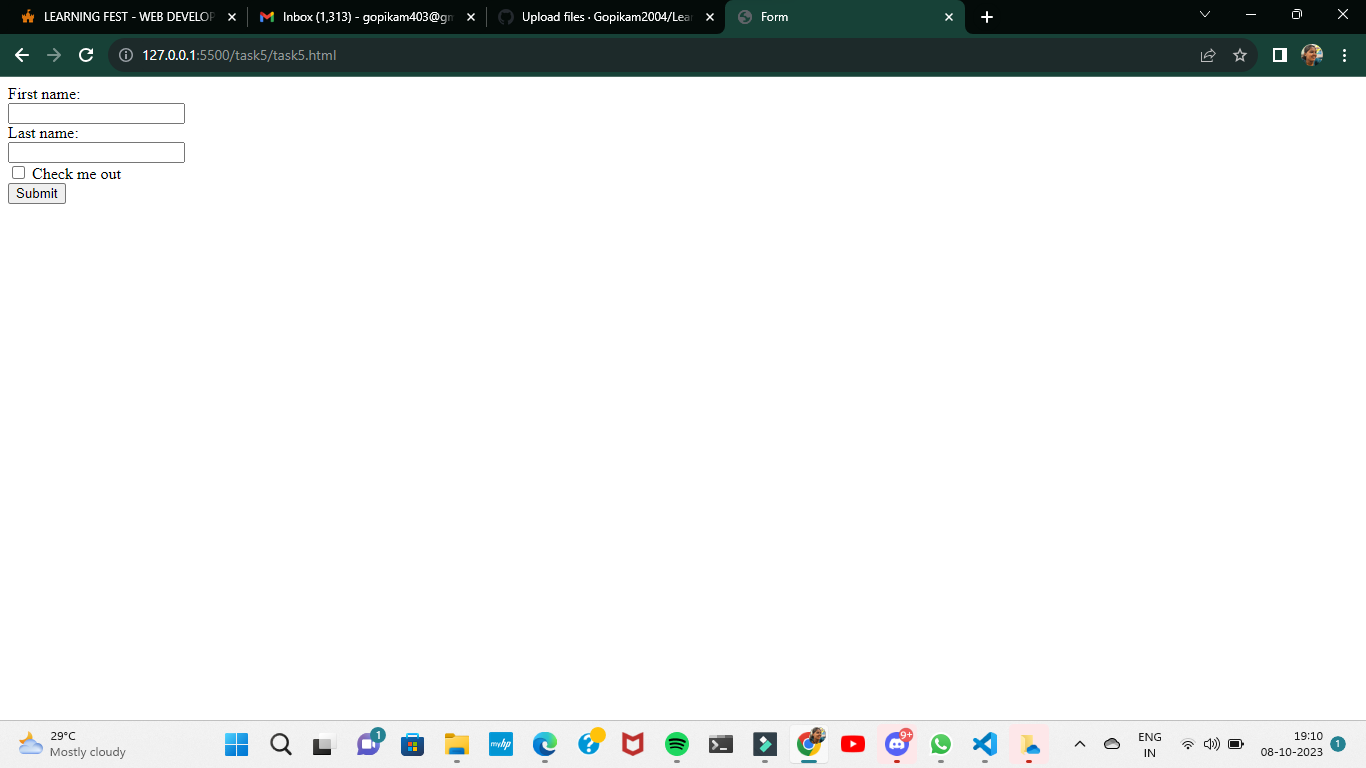 LEARNING FEST - WEB DEVELOP
Inbox (1,313) - gopikam403@gm
Upload files · Gopikam2004/Lear
Form
127.0.0.1:5500/task5/task5.html
First name:
Last name:
Check me out
Submit
29°C
Mostly cloudy
1
myhp
9+
ENG
IN
19:10
08-10-2023
1